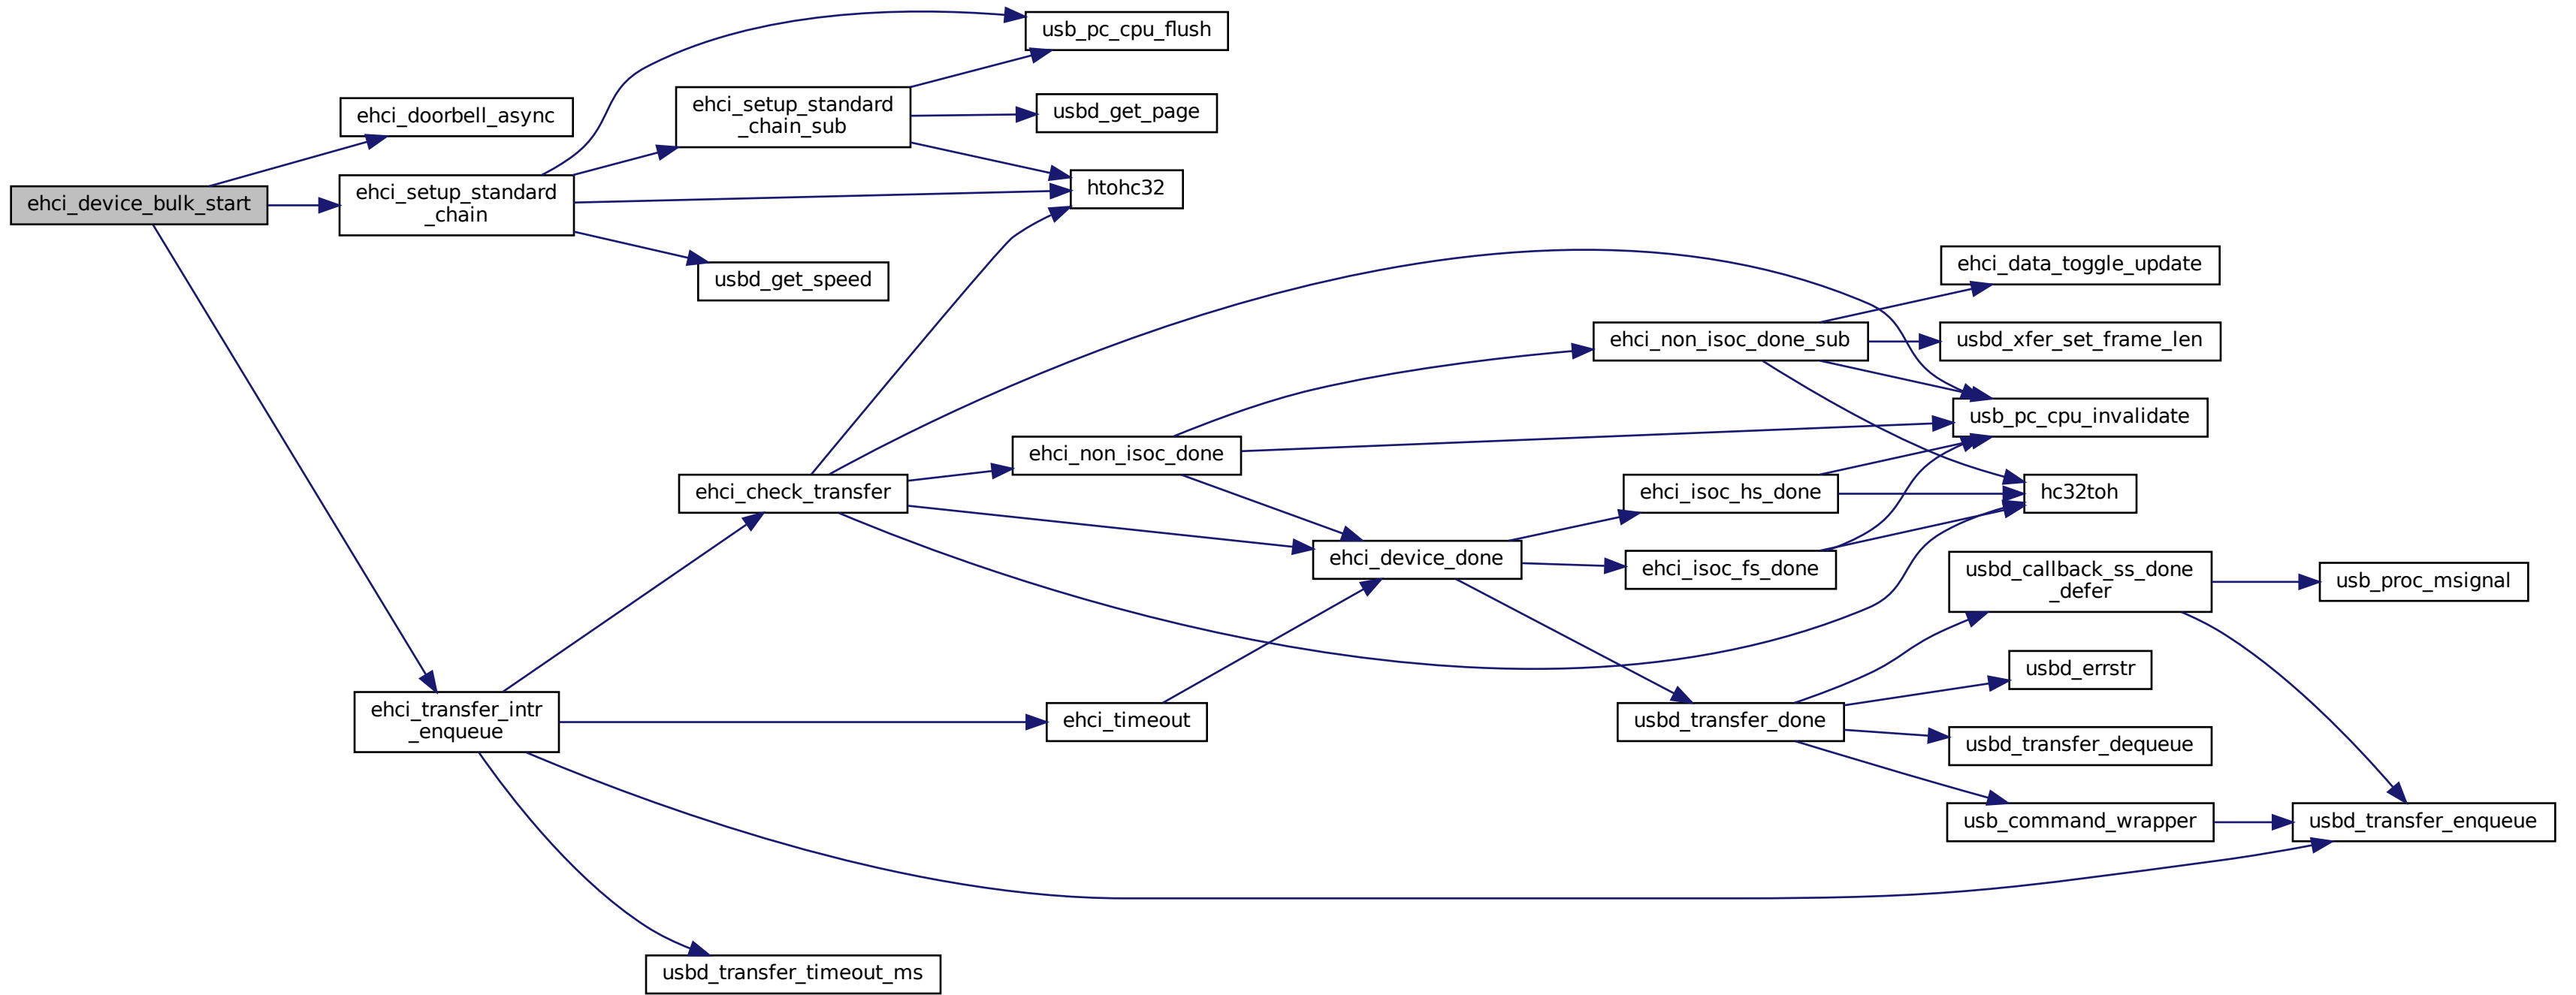 usb_pc_cpu_flush
ehci_setup_standard
_chain_sub
ehci_doorbell_async
usbd_get_page
ehci_device_bulk_start
ehci_setup_standard
_chain
htohc32
usbd_get_speed
ehci_data_toggle_update
ehci_non_isoc_done_sub
usbd_xfer_set_frame_len
usb_pc_cpu_invalidate
ehci_non_isoc_done
ehci_check_transfer
ehci_isoc_hs_done
hc32toh
ehci_device_done
ehci_isoc_fs_done
usbd_callback_ss_done
_defer
usb_proc_msignal
usbd_errstr
ehci_transfer_intr
_enqueue
ehci_timeout
usbd_transfer_done
usbd_transfer_dequeue
usb_command_wrapper
usbd_transfer_enqueue
usbd_transfer_timeout_ms